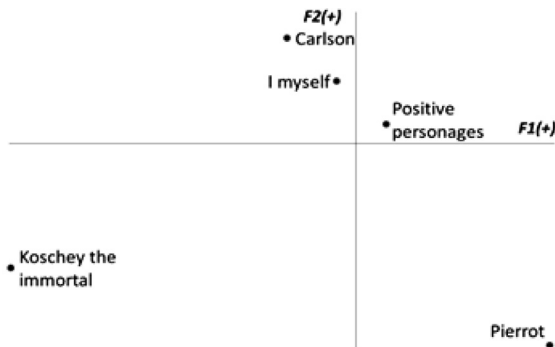 F2(+)
Carlson
I myself
Positive
personages
F1(+)
Koschey the
immortal
Pierrot